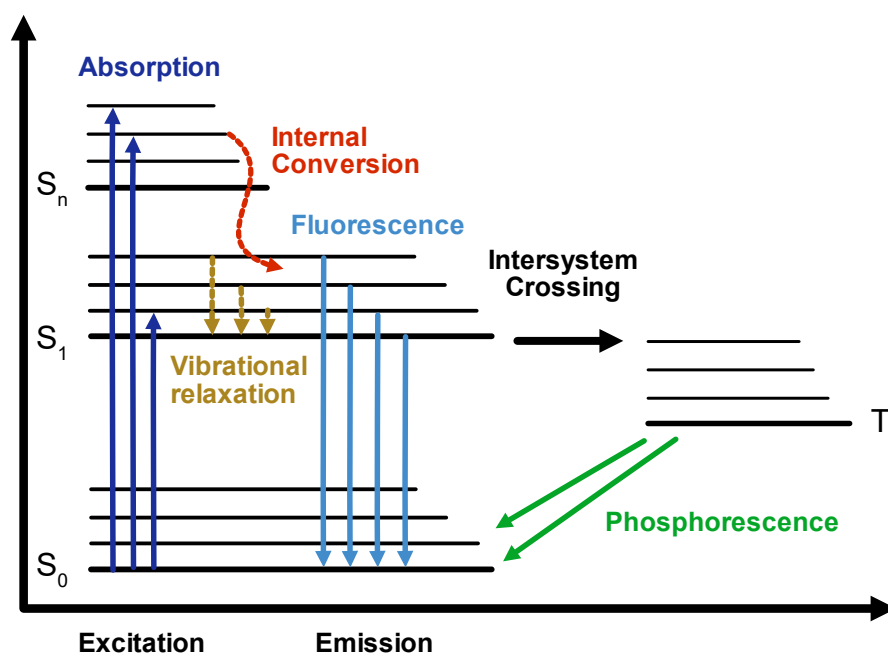 Absorption
Internal
Conversion
Sn
Fluorescence
Intersystem
Crossing
S1
Vibrational
relaxation
T
Phosphorescence
S0
Excitation
Emission